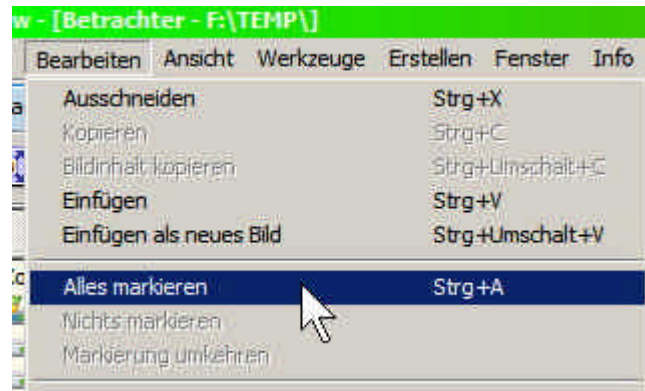 w - [Betrachter - F:\TEMP\]
Bearbeiten Ansicht Werkzeuge Erstellen Fenster Info
Ausschneiden Strg+X
Kopieren Strg+C
Bildinhalt kopieren Strg+Umschalt+C
Einfügen Strg+V
Einfügen als neues Bild Strg+Umschalt+V
Alles markieren Strg+A
Nichts markieren
Markierung umkehren